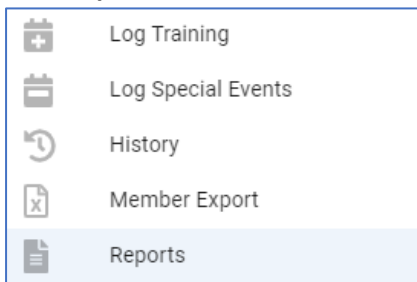 Log Training
Log Special Events
History
Member Export
Reports